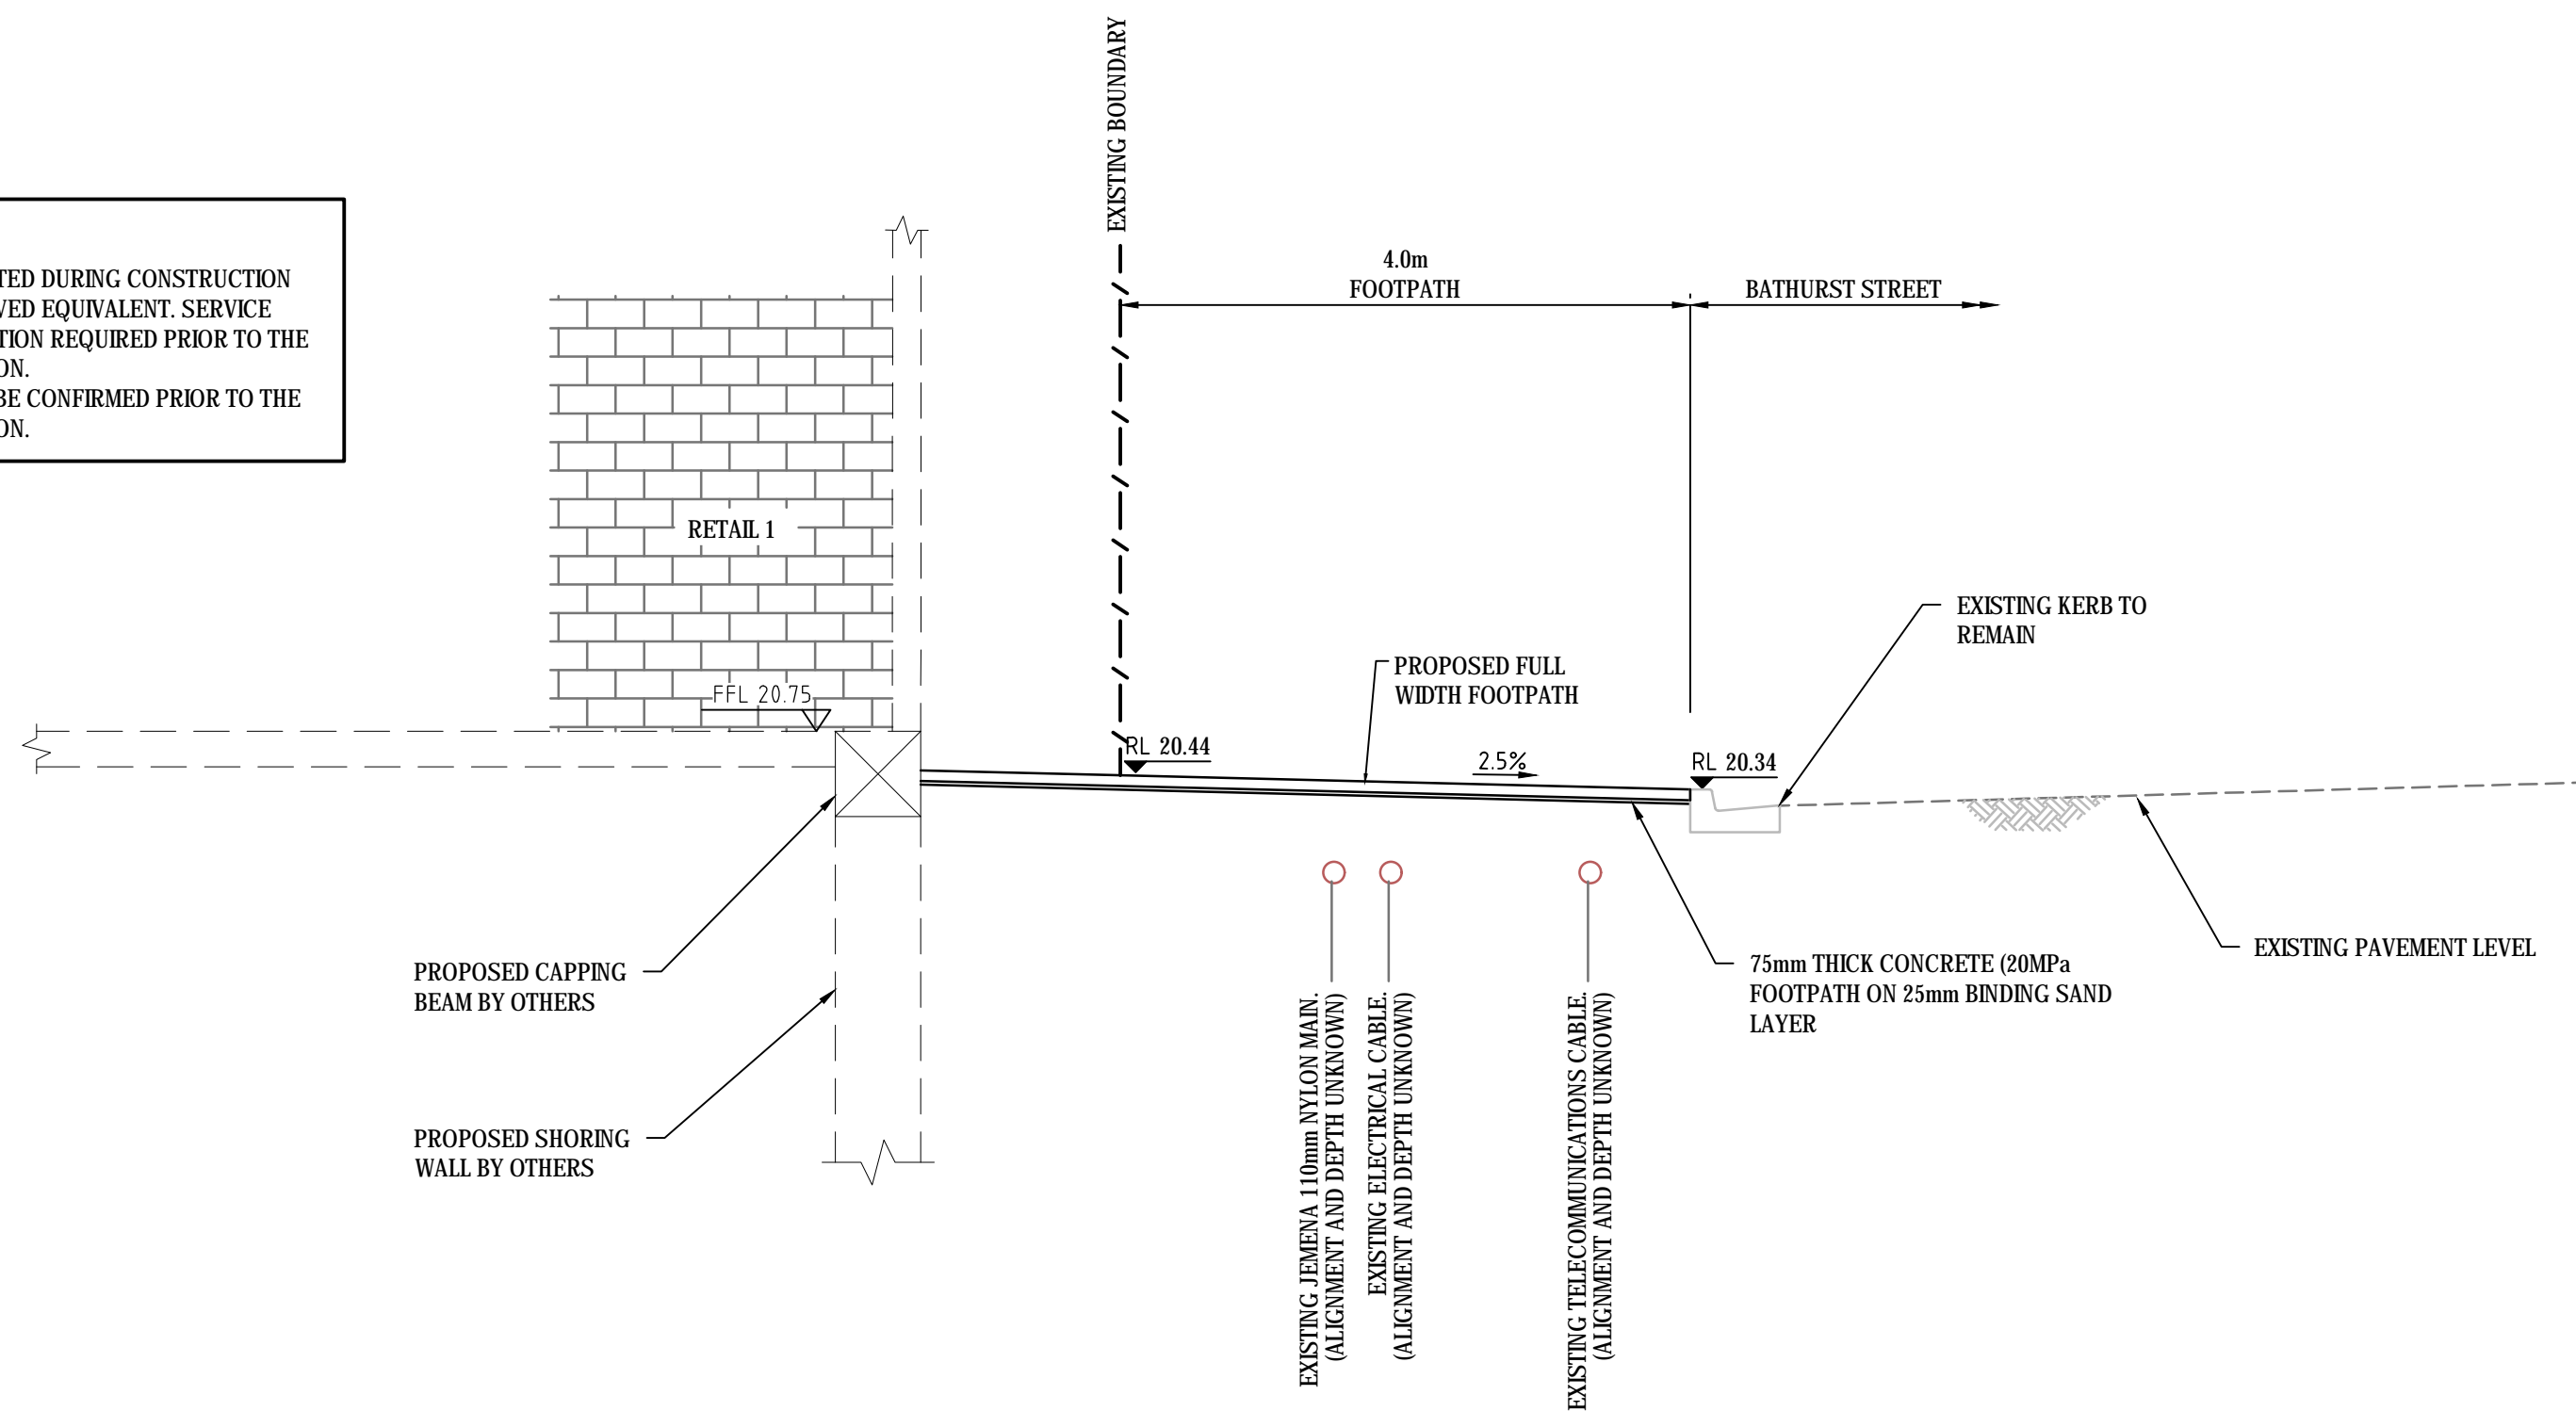 EXISTING BOUNDARY
TED DURING CONSTRUCTION
VED EQUIVALENT. SERVICE
TION REQUIRED PRIOR TO THE
ON.
BE CONFIRMED PRIOR TO THE
ON.
4.0m
FOOTPATH
BATHURST STREET
RETAIL 1
EXISTING KERB TO
REMAIN
PROPOSED FULL
WIDTH FOOTPATH
FFL 20.75
RL 20.44
2.5%
RL 20.34
PROPOSED CAPPING
BEAM BY OTHERS
75mm THICK CONCRETE (20MPa
FOOTPATH ON 25mm BINDING SAND
LAYER
EXISTING PAVEMENT LEVEL
PROPOSED SHORING
WALL BY OTHERS
EXISTING JEMENA 110mm NYLON MAIN.
(ALIGNMENT AND DEPTH UNKNOWN)
EXISTING ELECTRICAL CABLE.
(ALIGNMENT AND DEPTH UNKNOWN)
EXISTING TELECOMMUNICATIONS CABLE.
(ALIGNMENT AND DEPTH UNKNOWN)